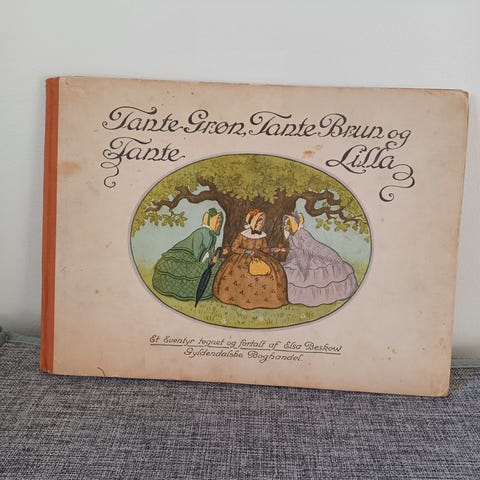 Tante Grøn, Tante Brun og
Tante Lilla
Et Eventyr tegnet og fortalt af Elsa Beskow
Gyldendalske Boghandel.